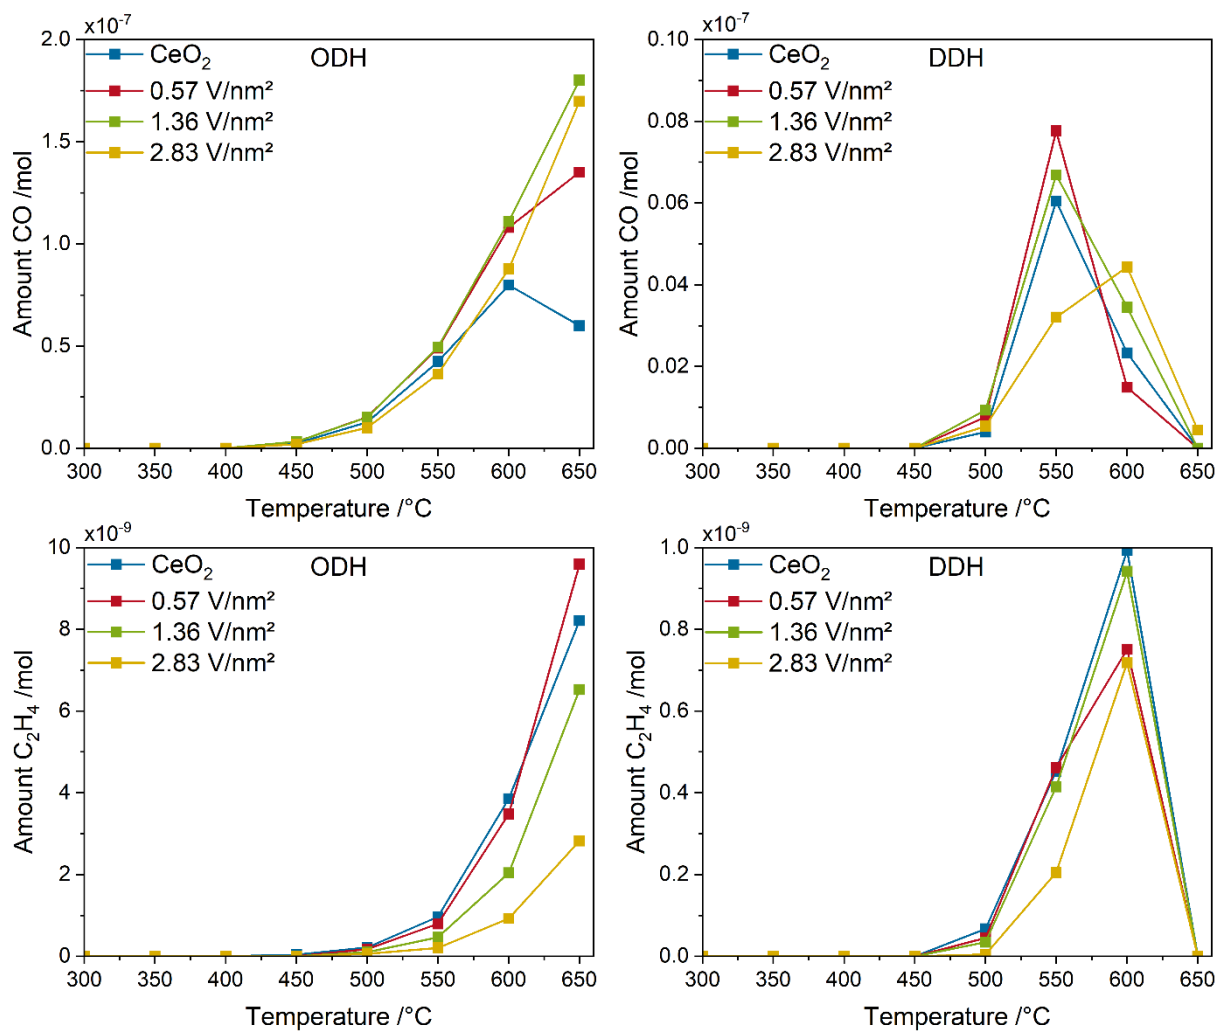 x10⁻⁷
2.0
1.5
1.0
0.5
0.0
Amount CO /mol
CeO₂
0.57 V/nm²
1.36 V/nm²
2.83 V/nm²
ODH
300 350 400 450 500 550 600 650
Temperature /°C
x10⁻⁷
0.10
0.08
0.06
0.04
0.02
0.00
Amount CO /mol
CeO₂
0.57 V/nm²
1.36 V/nm²
2.83 V/nm²
DDH
300 350 400 450 500 550 600 650
Temperature /°C
x10⁻⁹
10
8
6
4
2
0
Amount C₂H₄ /mol
CeO₂
0.57 V/nm²
1.36 V/nm²
2.83 V/nm²
ODH
300 350 400 450 500 550 600 650
Temperature /°C
x10⁻⁹
1.0
0.8
0.6
0.4
0.2
0.0
Amount C₂H₄ /mol
CeO₂
0.57 V/nm²
1.36 V/nm²
2.83 V/nm²
DDH
300 350 400 450 500 550 600 650
Temperature /°C